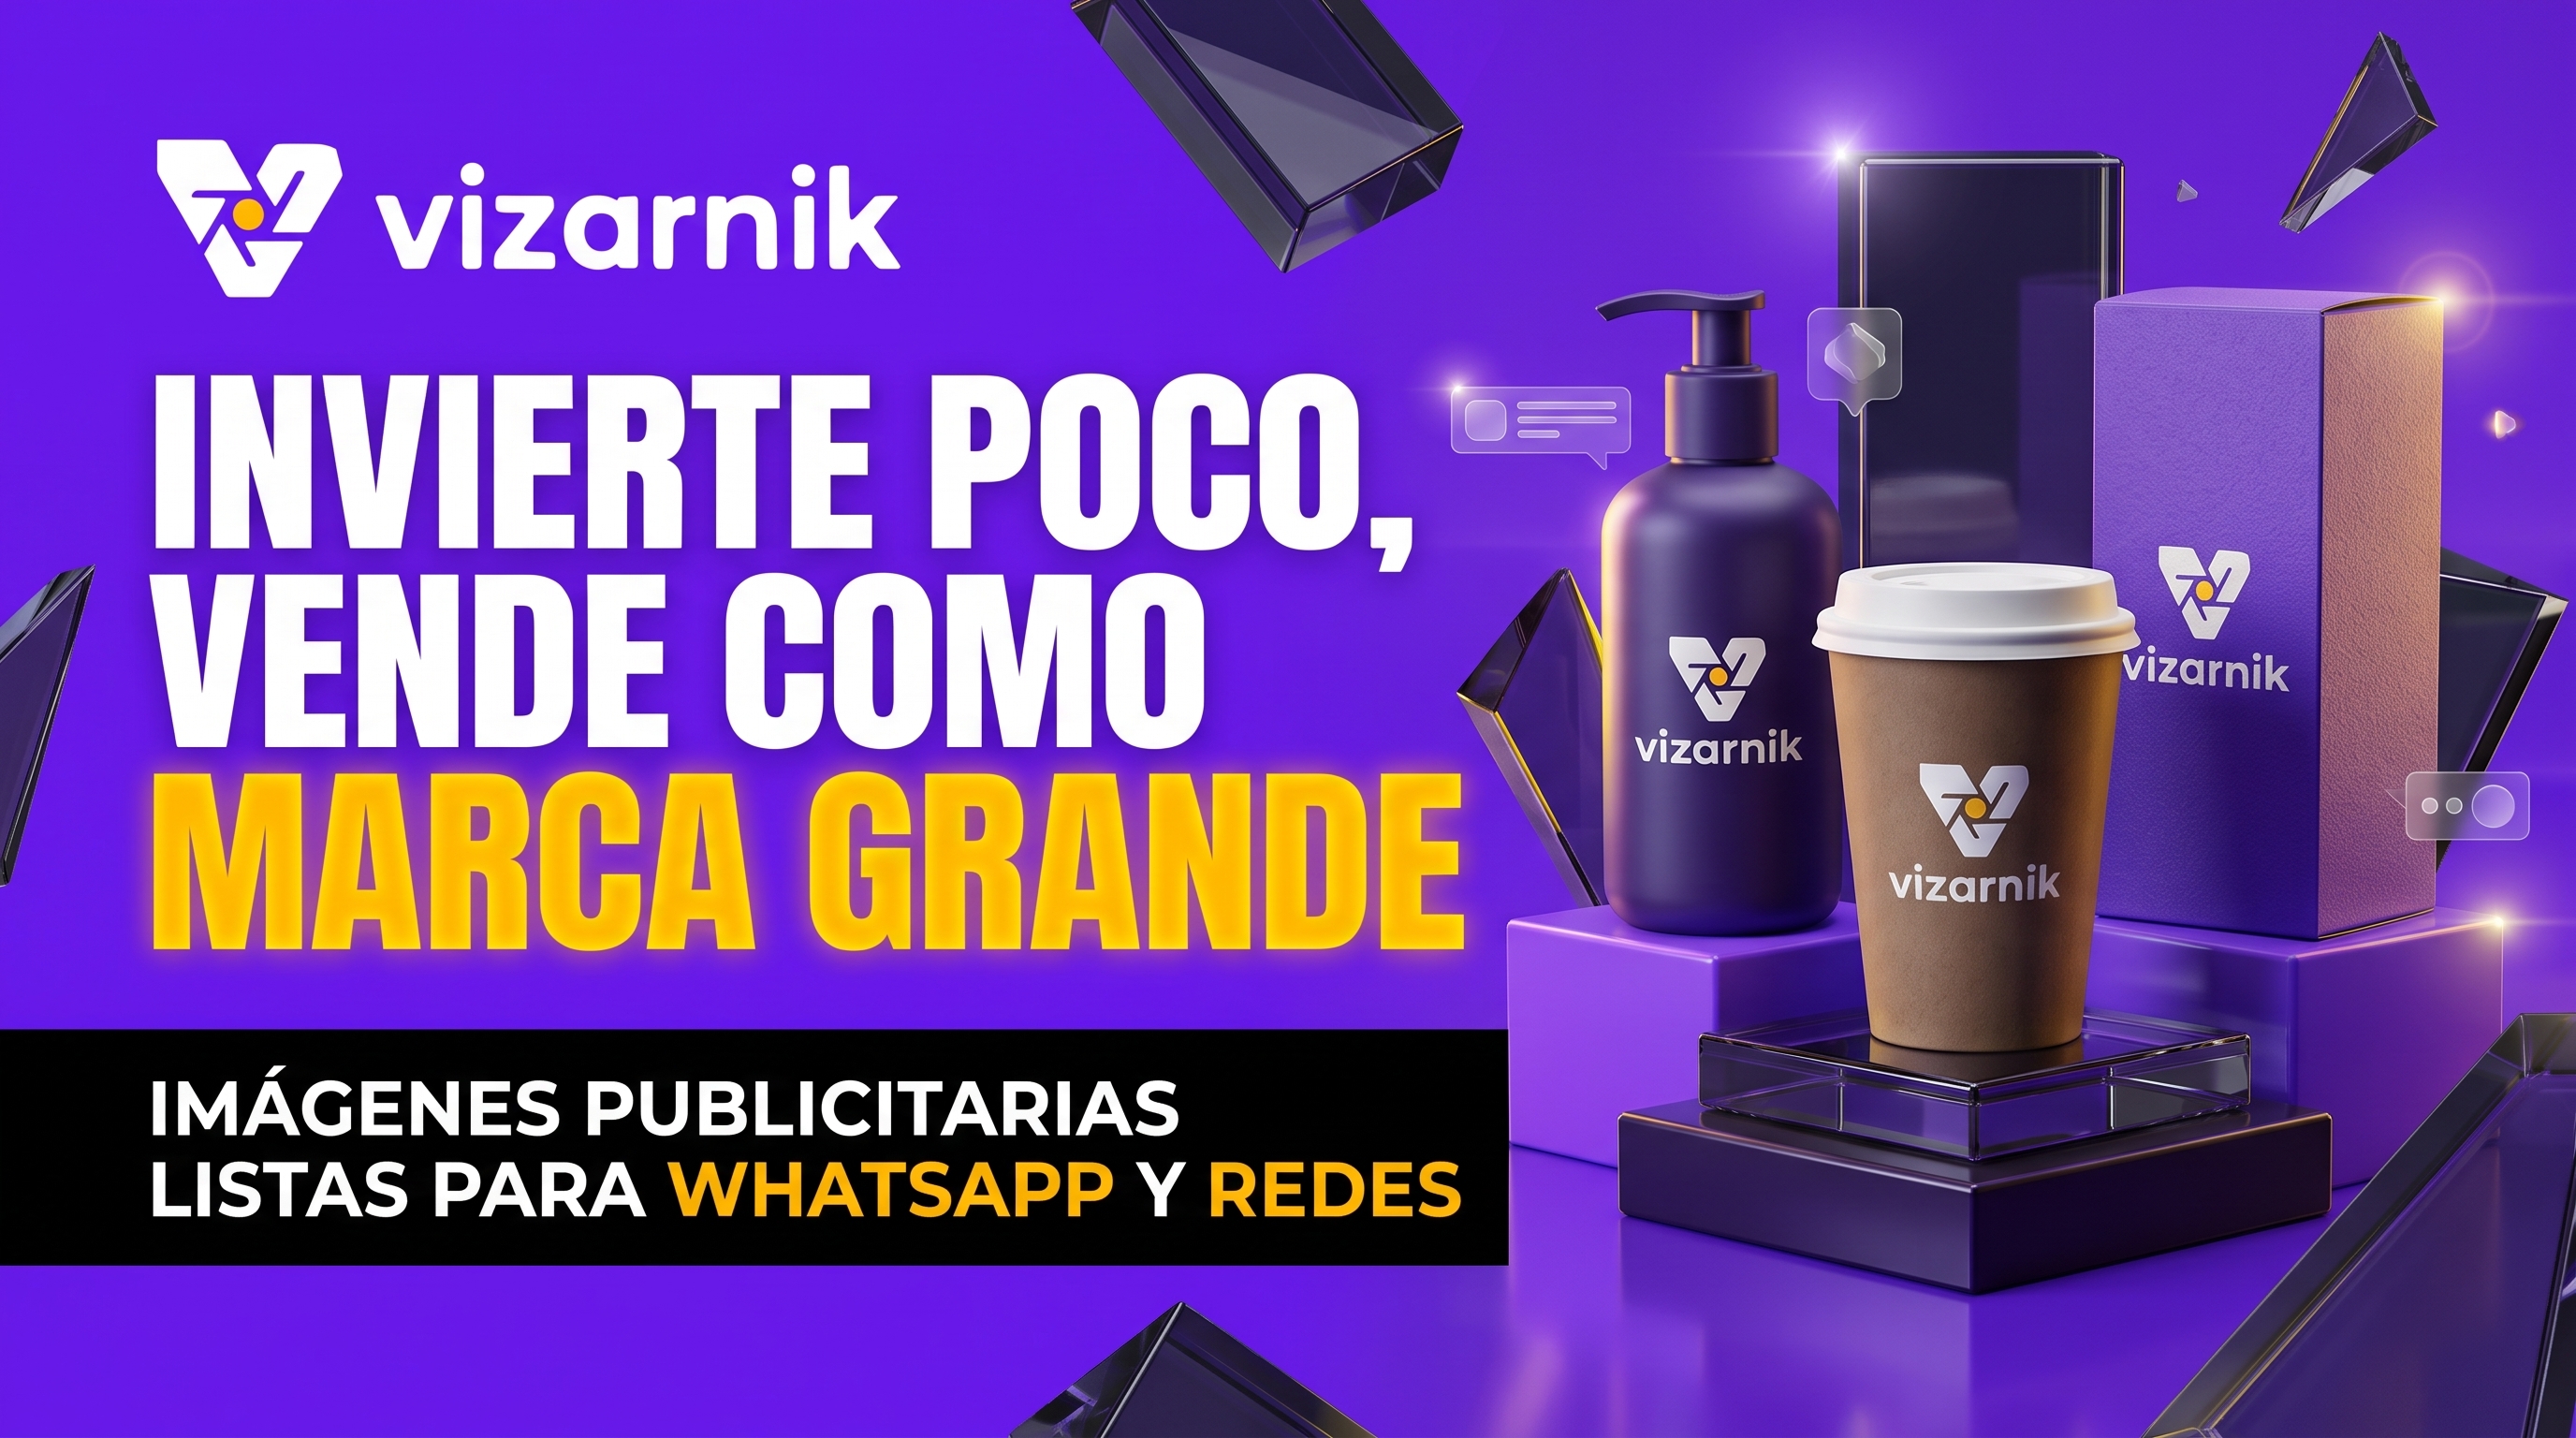 vizarnik
INVIERTE POCO,
VENDE COMO
MARCA GRANDE
IMÁGENES PUBLICITARIAS
LISTAS PARA WHATSAPP Y REDES
vizarnik
vizarnik
vizarnik